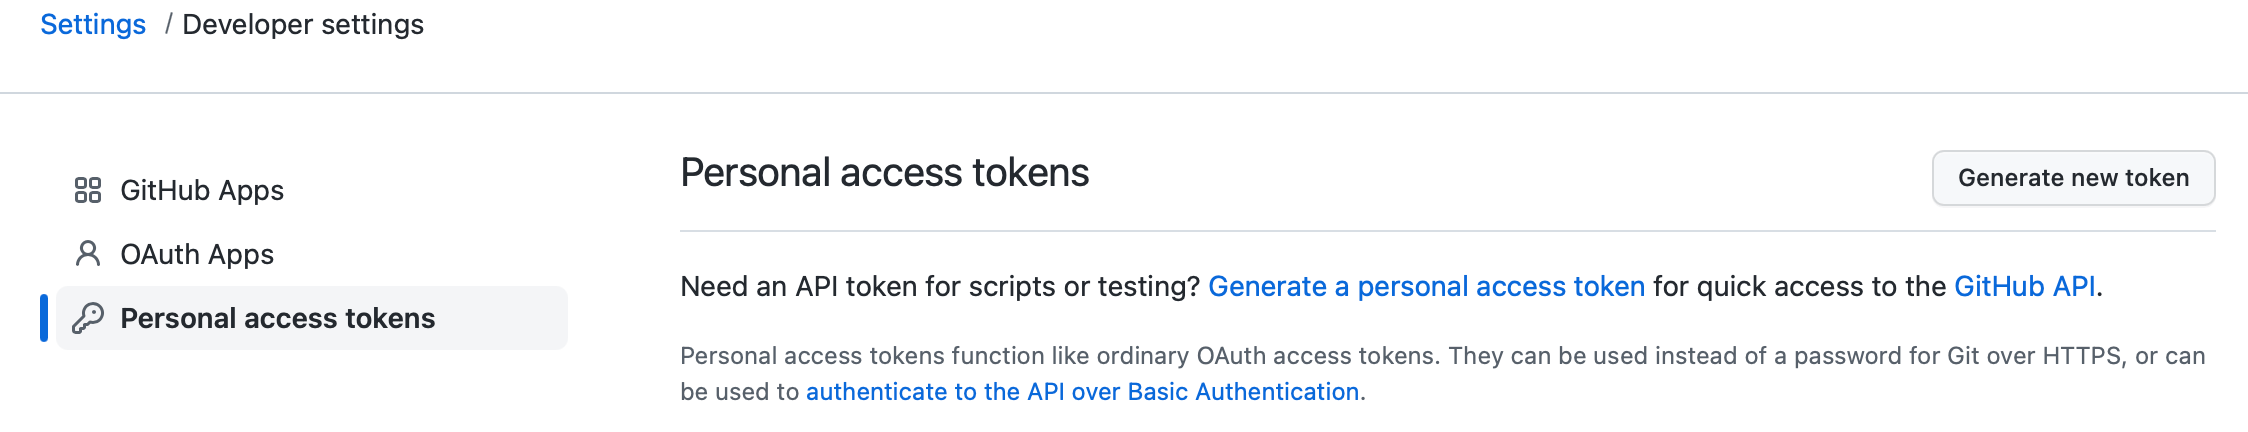 Settings / Developer settings
GitHub Apps
OAuth Apps
Personal access tokens
Personal access tokens
Generate new token
Need an API token for scripts or testing? Generate a personal access token for quick access to the GitHub API.
Personal access tokens function like ordinary OAuth access tokens. They can be used instead of a password for Git over HTTPS, or can
be used to authenticate to the API over Basic Authentication.